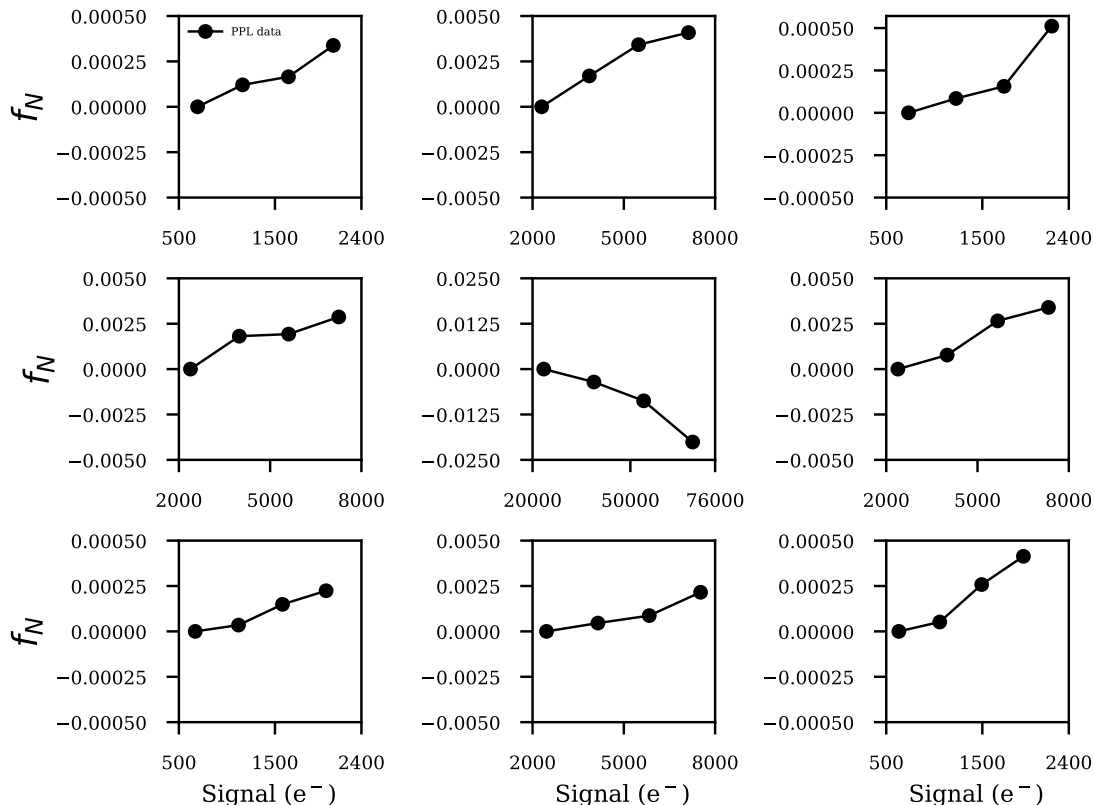 0.00050 0.0050
PPL data
0.00025 0.0025 0.00050
f_N 0.00000 0.0000 0.00025
0.00000
−0.00025 −0.0025 −0.00025
−0.00050 −0.0050 −0.00050
500 1500 2400 2000 5000 8000 500 1500 2400
0.0050 0.0250 0.0050
0.0025 0.0125 0.0025
f_N 0.0000 0.0000 0.0000
−0.0025 −0.0125 −0.0025
−0.0050 −0.0250 −0.0050
2000 5000 8000 20000 50000 76000 2000 5000 8000
0.00050 0.0050 0.00050
0.00025 0.0025 0.00025
f_N 0.00000 0.0000 0.00000
−0.00025 −0.0025 −0.00025
−0.00050 −0.0050 −0.00050
500 1500 2400 2000 5000 8000 500 1500 2400
Signal (e⁻) Signal (e⁻) Signal (e⁻)